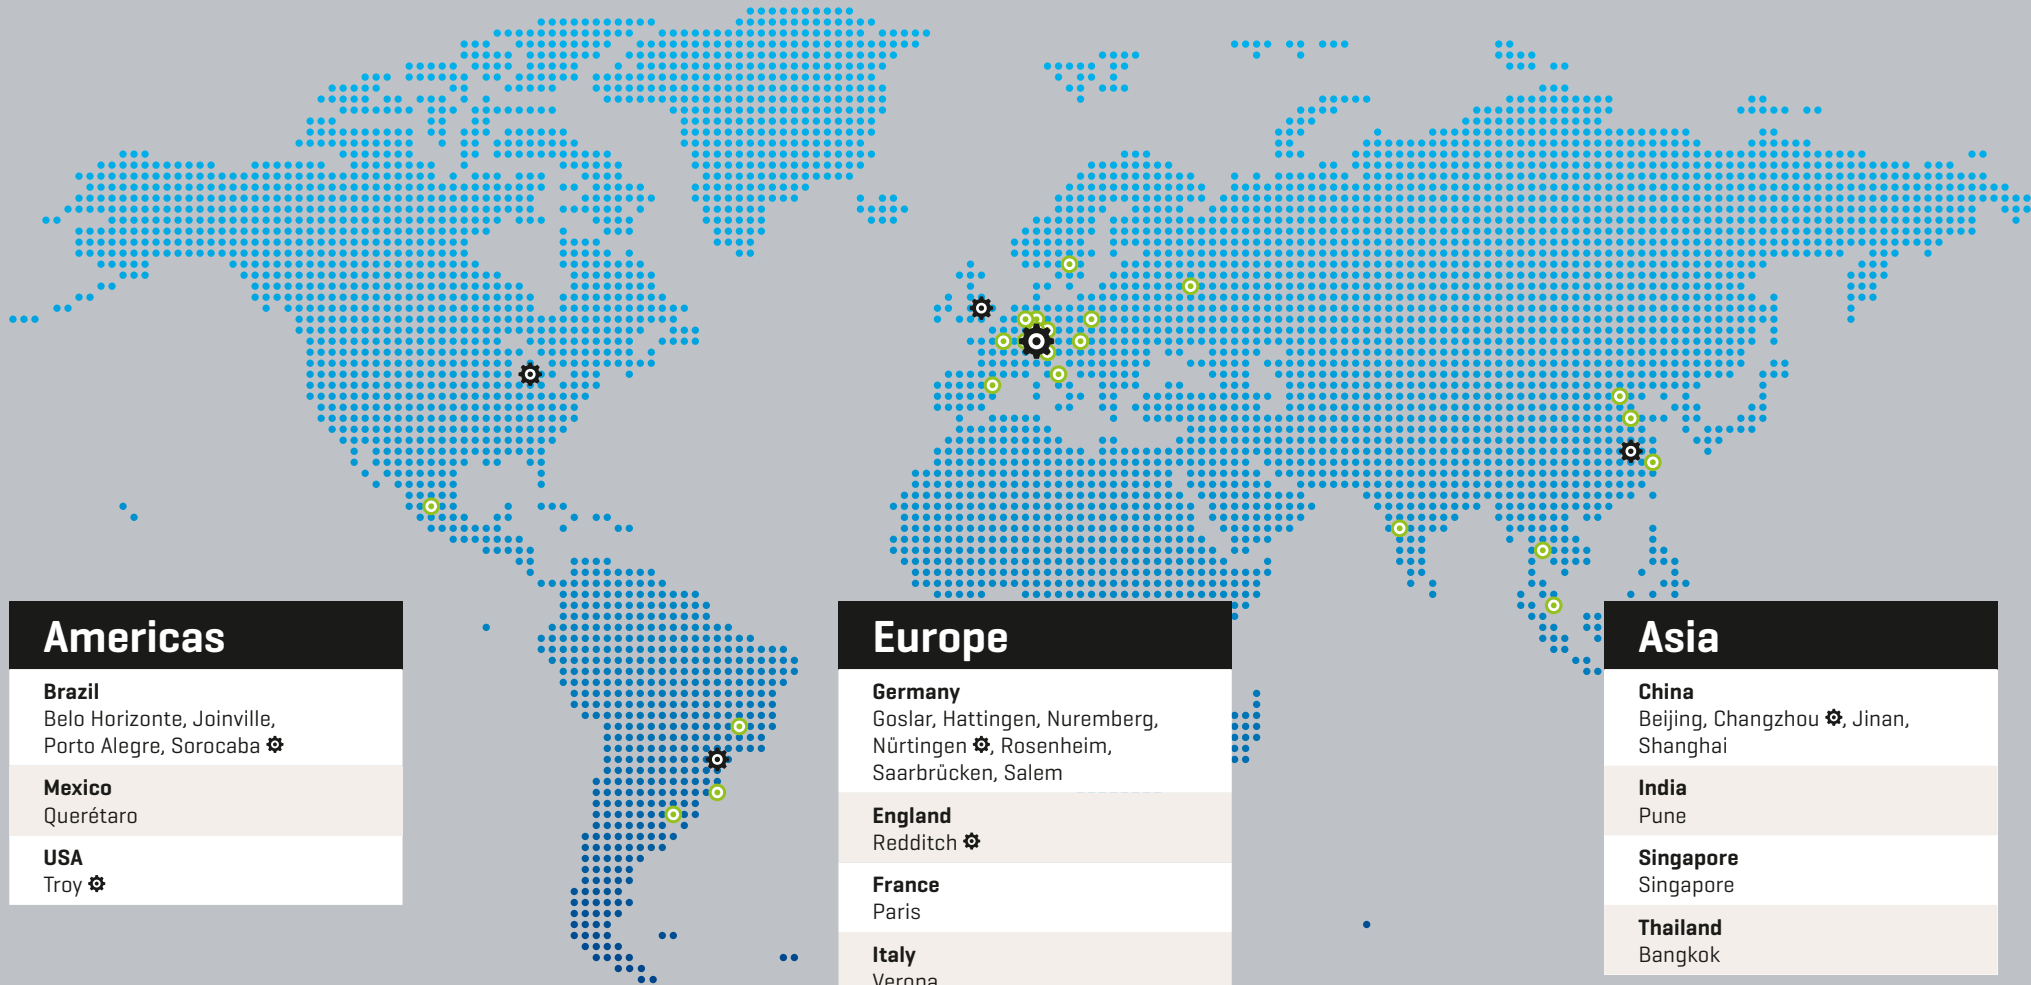 Americas
Brazil
Belo Horizonte, Joinville,
Porto Alegre, Sorocaba
Mexico
Querétaro
USA
Troy
Europe
Germany
Goslar, Hattingen, Nuremberg,
Nürtingen, Rosenheim,
Saarbrücken, Salem
England
Redditch
France
Paris
Italy
Verona
Asia
China
Beijing, Changzhou, Jinan,
Shanghai
India
Pune
Singapore
Singapore
Thailand
Bangkok